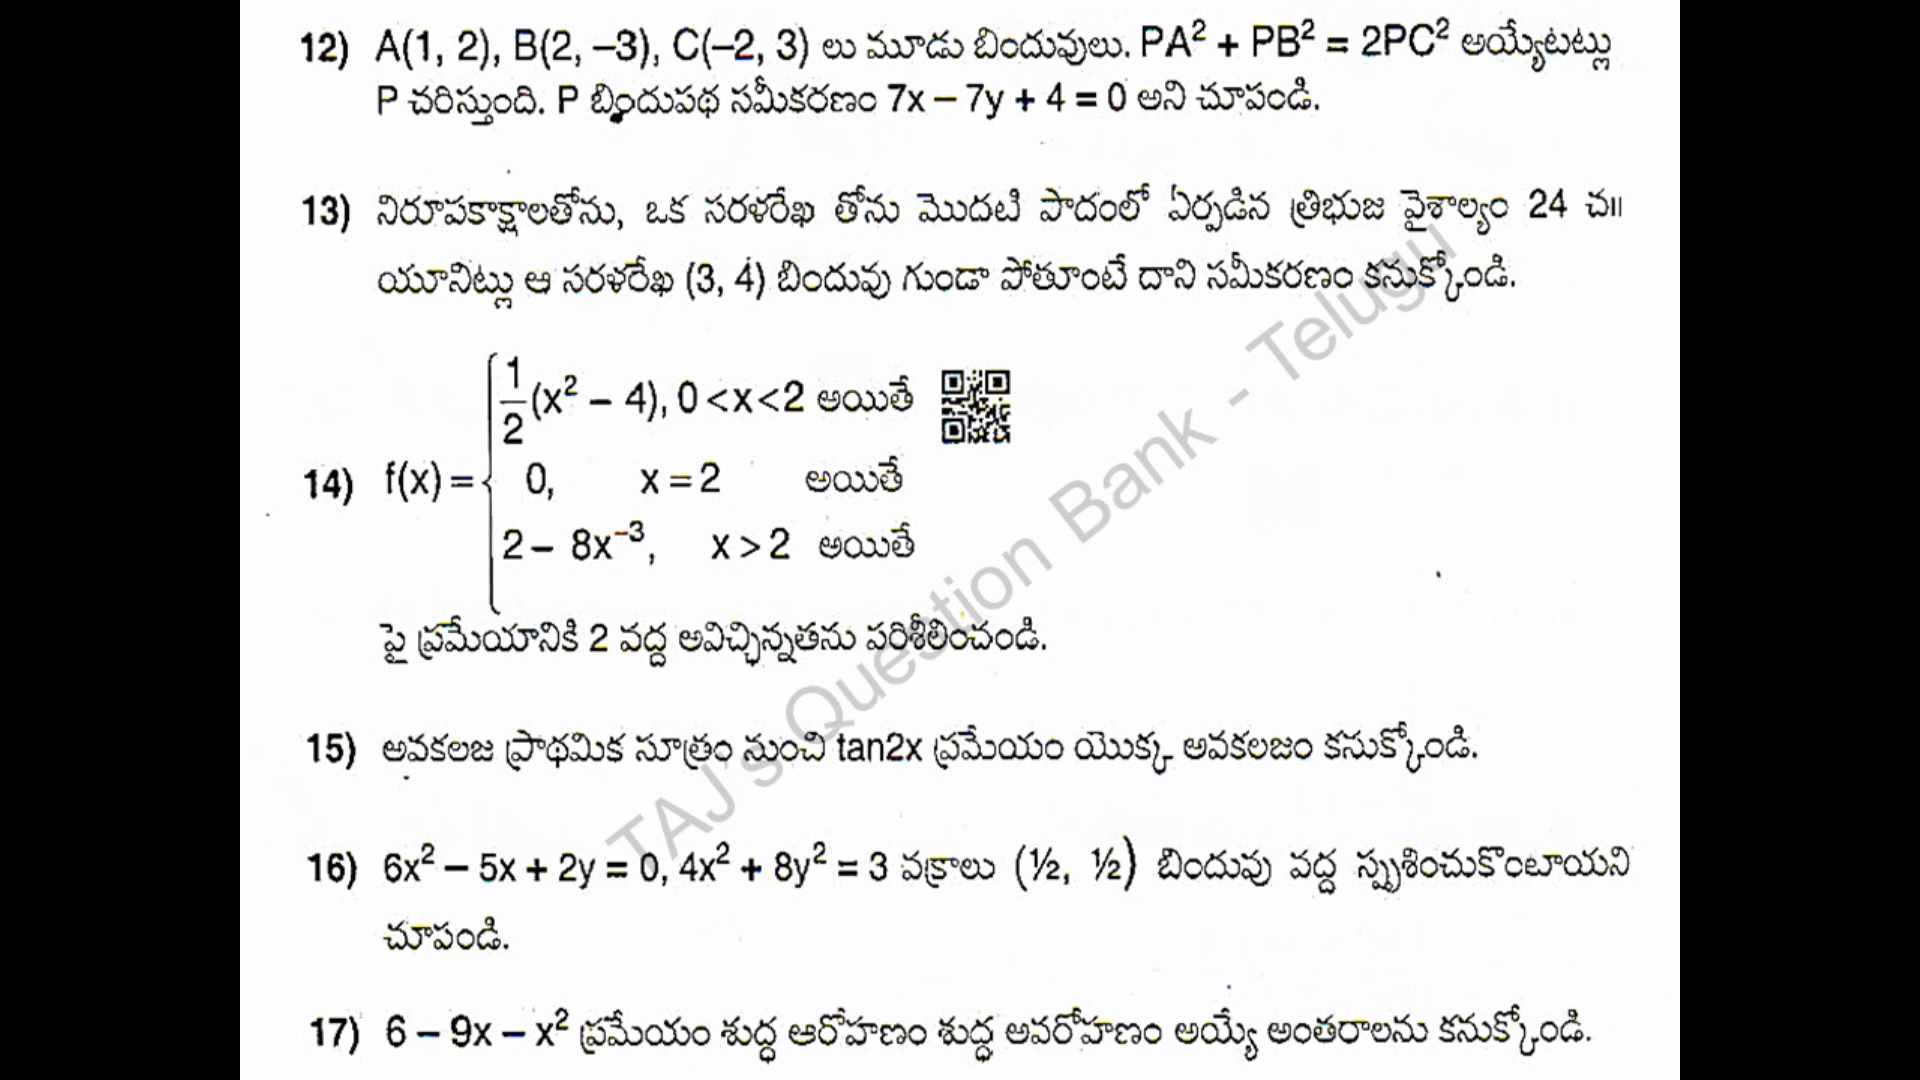 12) A(1, 2), B(2, –3), C(–2, 3) లు మూడు బిందువులు. PA² + PB² = 2PC² అయ్యేటట్లు
P చరిస్తుంది. P బిందుపథ సమీకరణం 7x – 7y + 4 = 0 అని చూపండి.
13) నిరూపకాక్షాలతోను, ఒక సరళరేఖ తోను మొదటి పాదంలో ఏర్పడిన త్రిభుజ వైశాల్యం 24 చ॥
యూనిట్లు ఆ సరళరేఖ (3, 4) బిందువు గుండా పోతూంటే దాని సమీకరణం కనుక్కోండి.
14) f(x) = { 1/2 (x² – 4), 0 < x < 2 అయితే
0, x = 2 అయితే
2 – 8x⁻³, x > 2 అయితే
పై ప్రమేయానికి 2 వద్ద అవిచ్ఛిన్నతను పరిశీలించండి.
15) అవకలజ ప్రాథమిక సూత్రం నుంచి tan2x ప్రమేయం యొక్క అవకలజం కనుక్కోండి.
16) 6x² – 5x + 2y = 0, 4x² + 8y² = 3 వక్రాలు (½, ½) బిందువు వద్ద స్పృశించుకొంటాయని
చూపండి.
17) 6 – 9x – x² ప్రమేయం శుద్ధ ఆరోహణం శుద్ధ అవరోహణం అయ్యే అంతరాలను కనుక్కోండి.
TAJ's Question Bank - Telugu